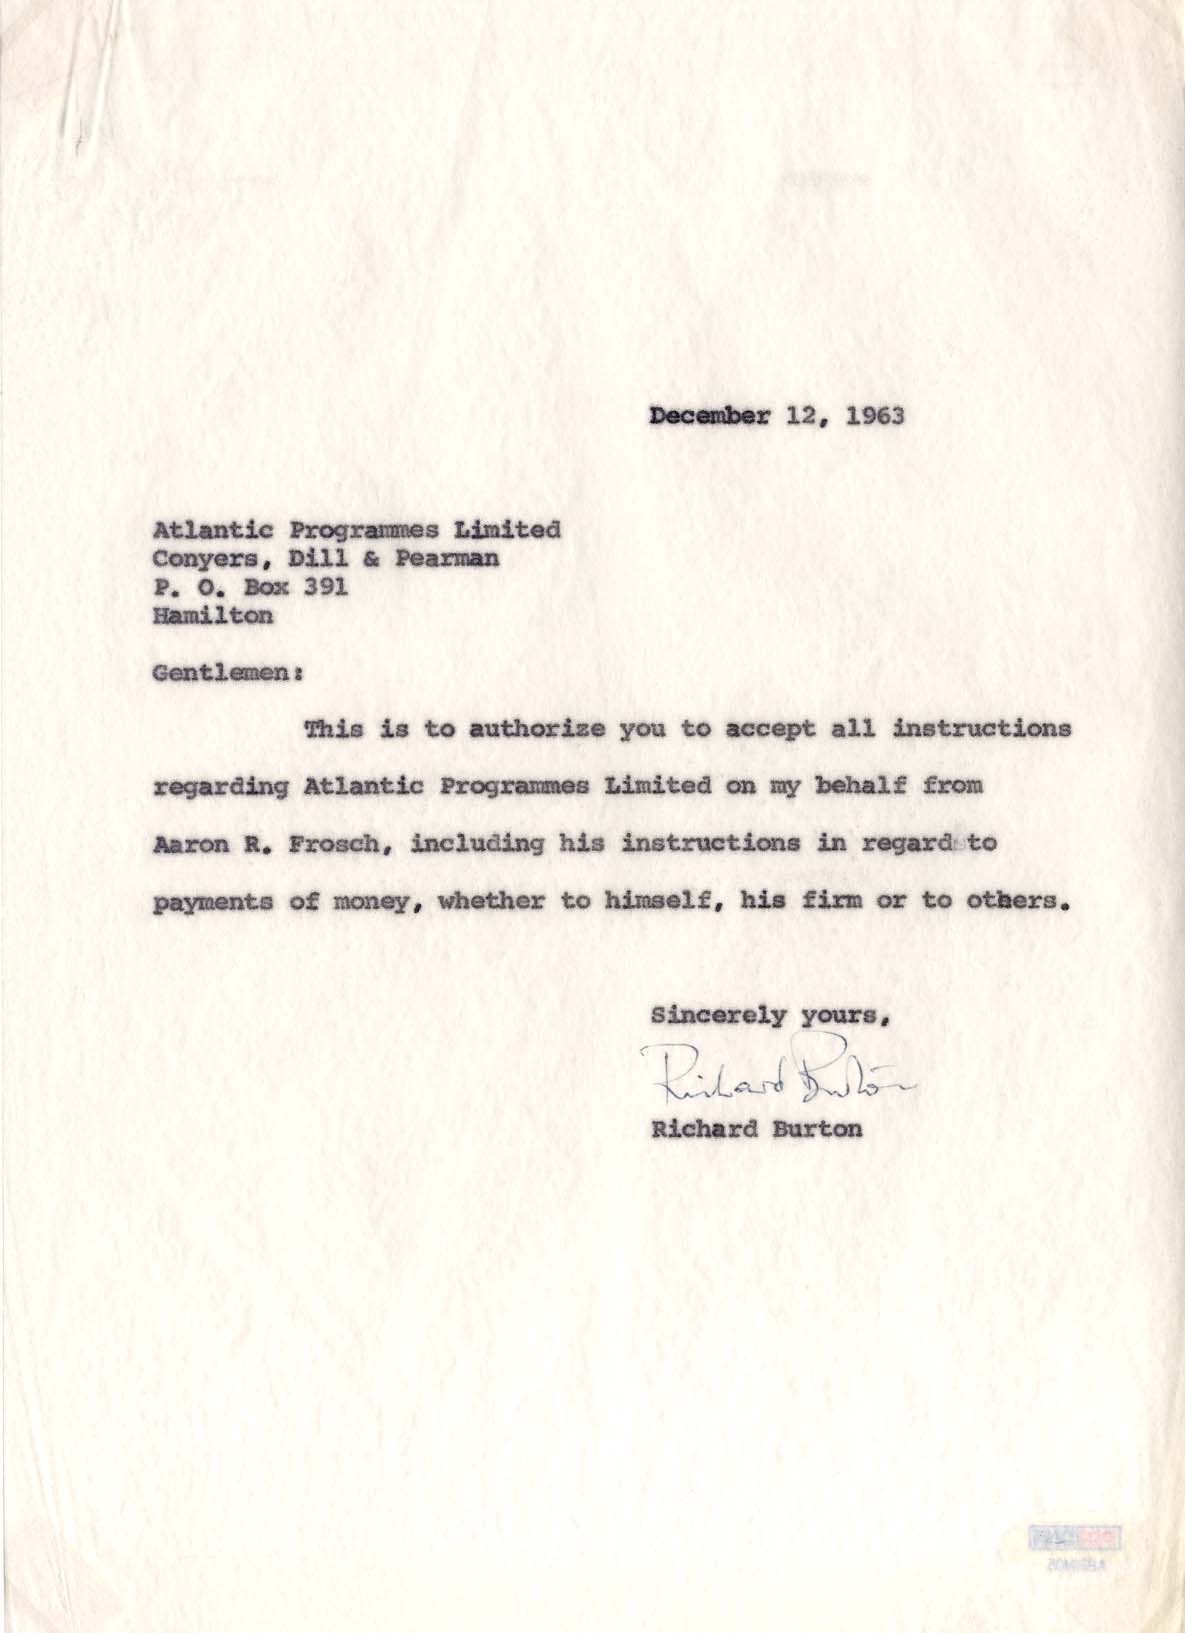 December 12, 1963
Atlantic Programmes Limited
Conyers, Dill & Pearman
P. O. Box 391
Hamilton
Gentlemen:
This is to authorize you to accept all instructions
regarding Atlantic Programmes Limited on my behalf from
Aaron R. Frosch, including his instructions in regard to
payments of money, whether to himself, his firm or to others.
Sincerely yours,
Richard Burton
Richard Burton